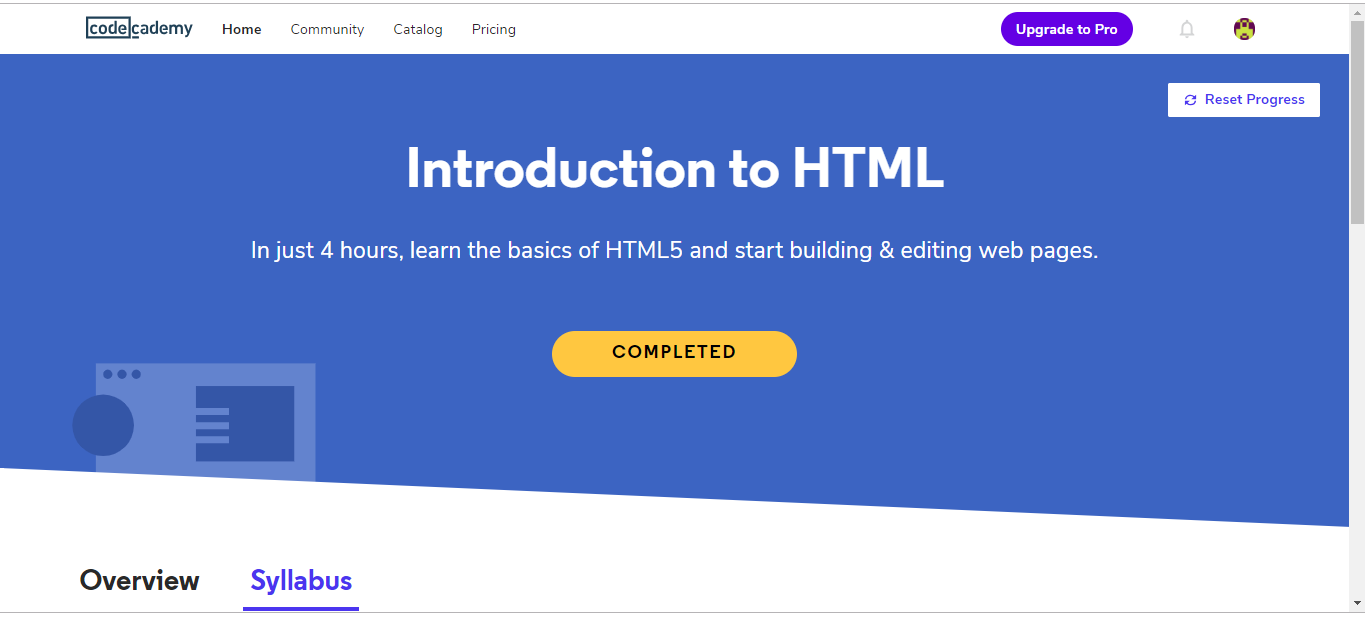 codecademy Home Community Catalog Pricing Upgrade to Pro
Reset Progress
Introduction to HTML
In just 4 hours, learn the basics of HTML5 and start building & editing web pages.
COMPLETED
Overview Syllabus